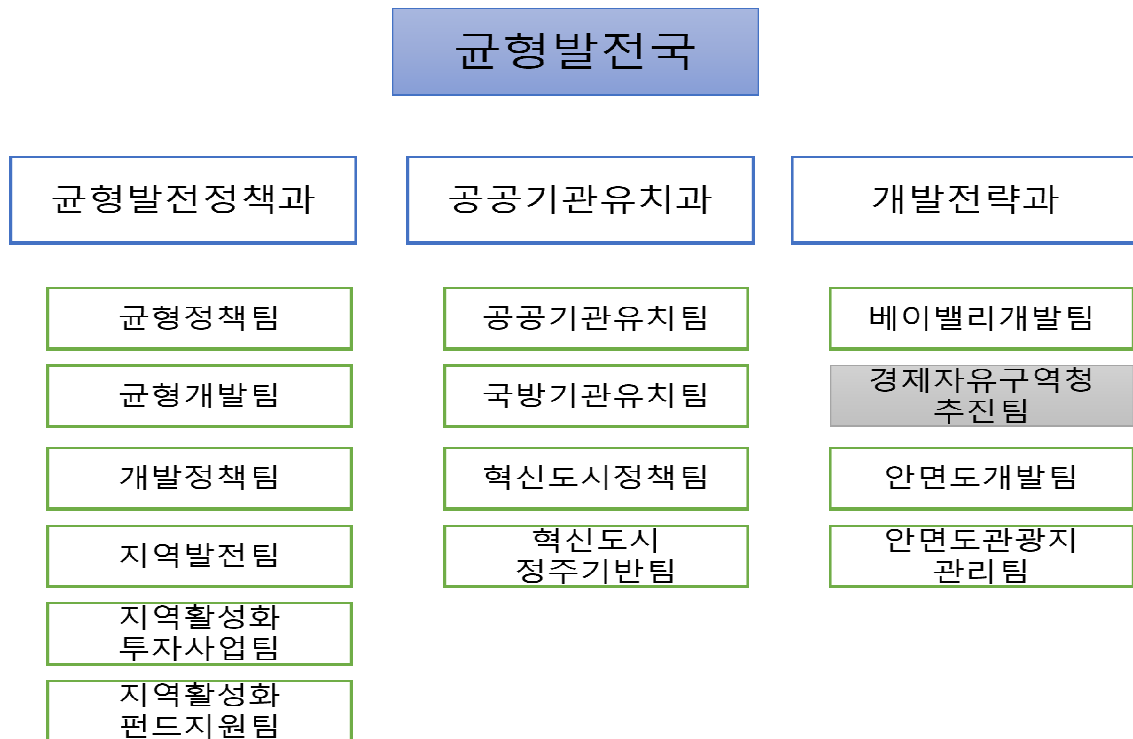 균형발전국
균형발전정책과
공공기관유치과
개발전략과
균형정책팀
균형개발팀
개발정책팀
지역발전팀
지역활성화
투자사업팀
지역활성화
펀드지원팀
공공기관유치팀
국방기관유치팀
혁신도시정책팀
혁신도시
정주기반팀
베이밸리개발팀
경제자유구역청
추진팀
안면도개발팀
안면도관광지
관리팀